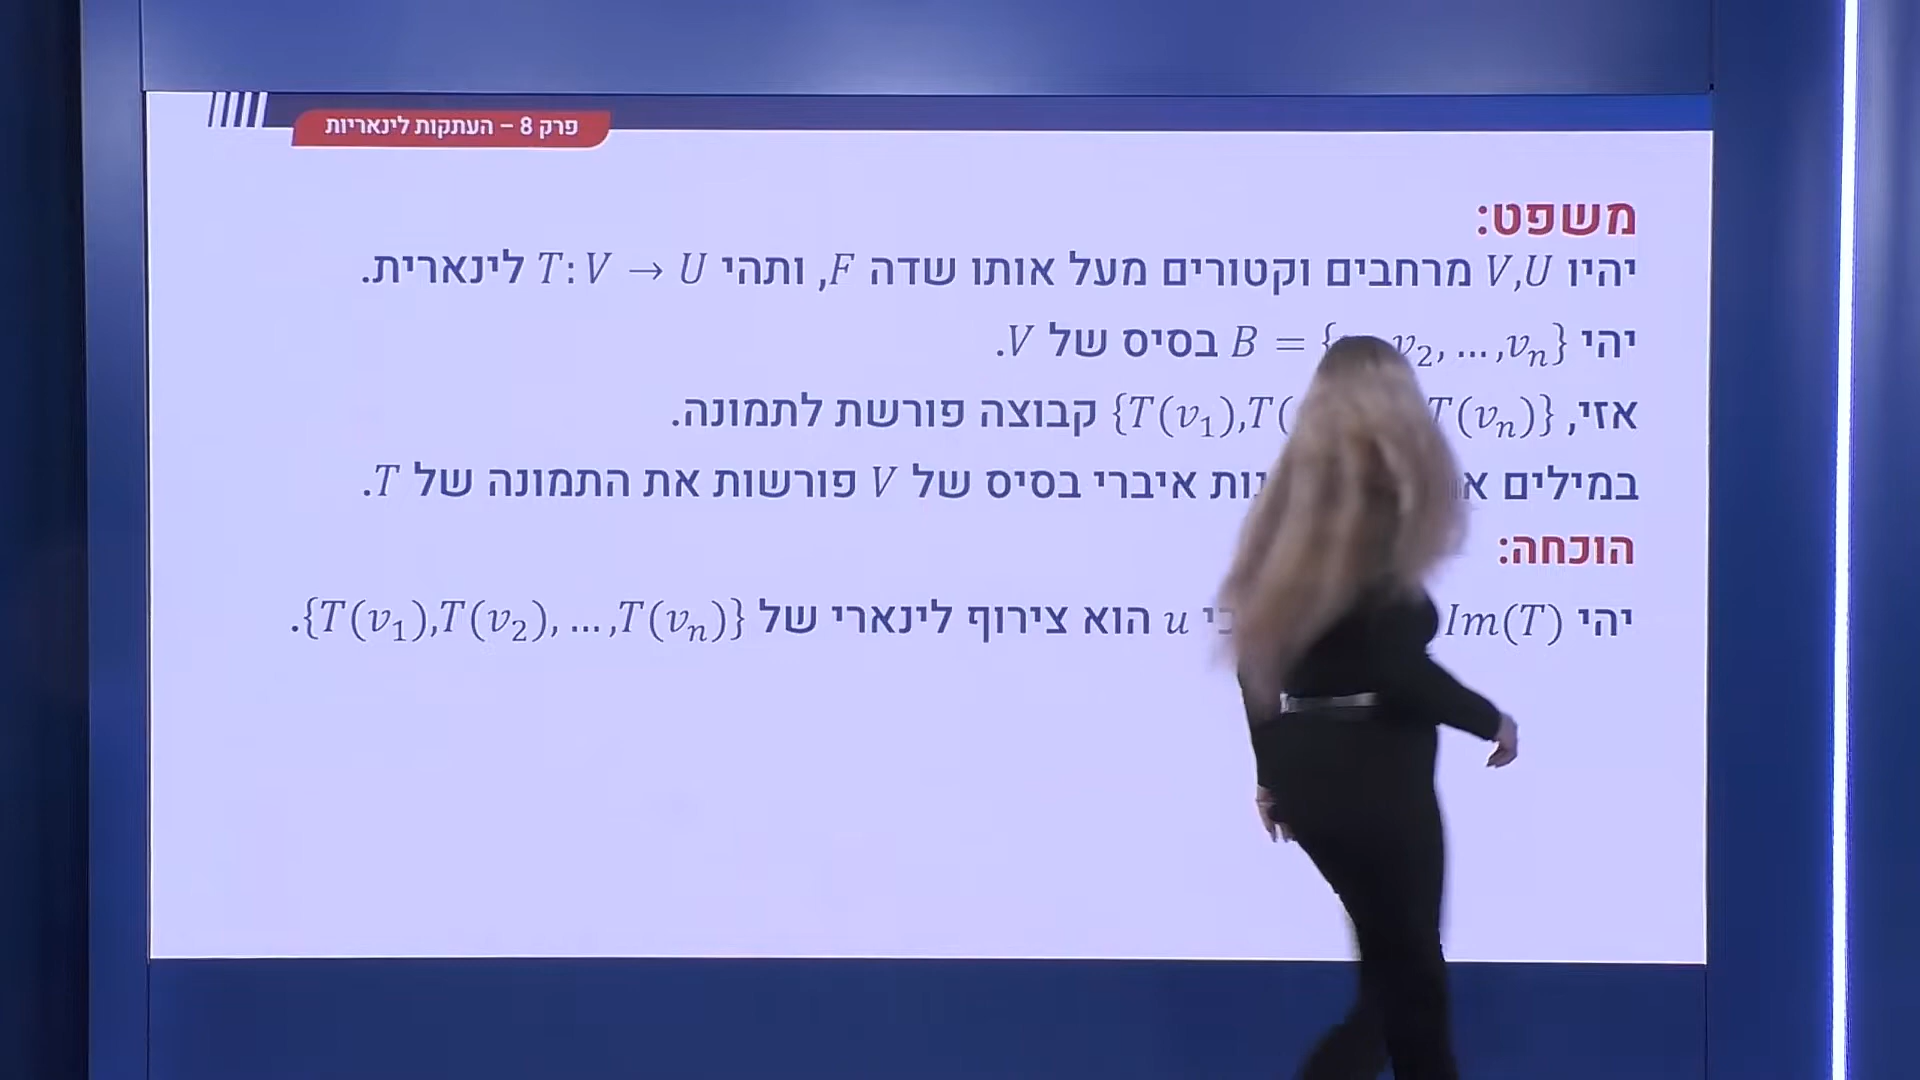 פרק 8 – העתקות לינאריות
משפט:
יהיו V,U מרחבים וקטורים מעל אותו שדה F, ותהי T: V → U לינארית.
יהי B = { v₂, … ,vₙ} בסיס של V.
אזי, {T(v₁),T( T(vₙ)} קבוצה פורשת לתמונה.
במילים איברי בסיס של V פורשות את התמונה של T.
הוכחה:
יהי Im(T) u הוא צירוף לינארי של {T(v₁),T(v₂), … ,T(vₙ)}.